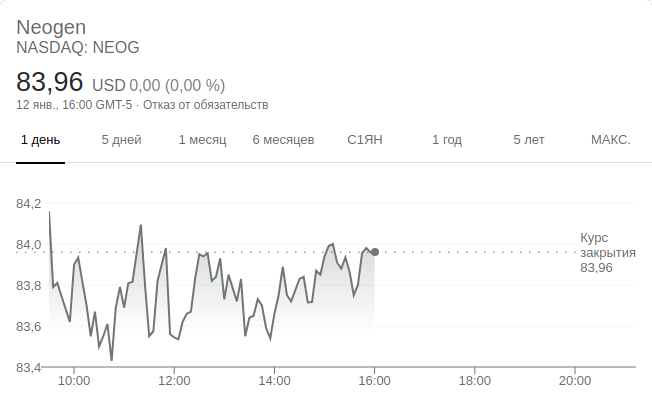 Neogen
NASDAQ: NEOG
83,96 USD 0,00 (0,00 %)
12 янв., 16:00 GMT-5 · Отказ от обязательств
1 день 5 дней 1 месяц 6 месяцев С1ЯН 1 год 5 лет МАКС.
84,2
84,0
83,8
83,6
83,4
Курс
закрытия
83,96
10:00 12:00 14:00 16:00 18:00 20:00